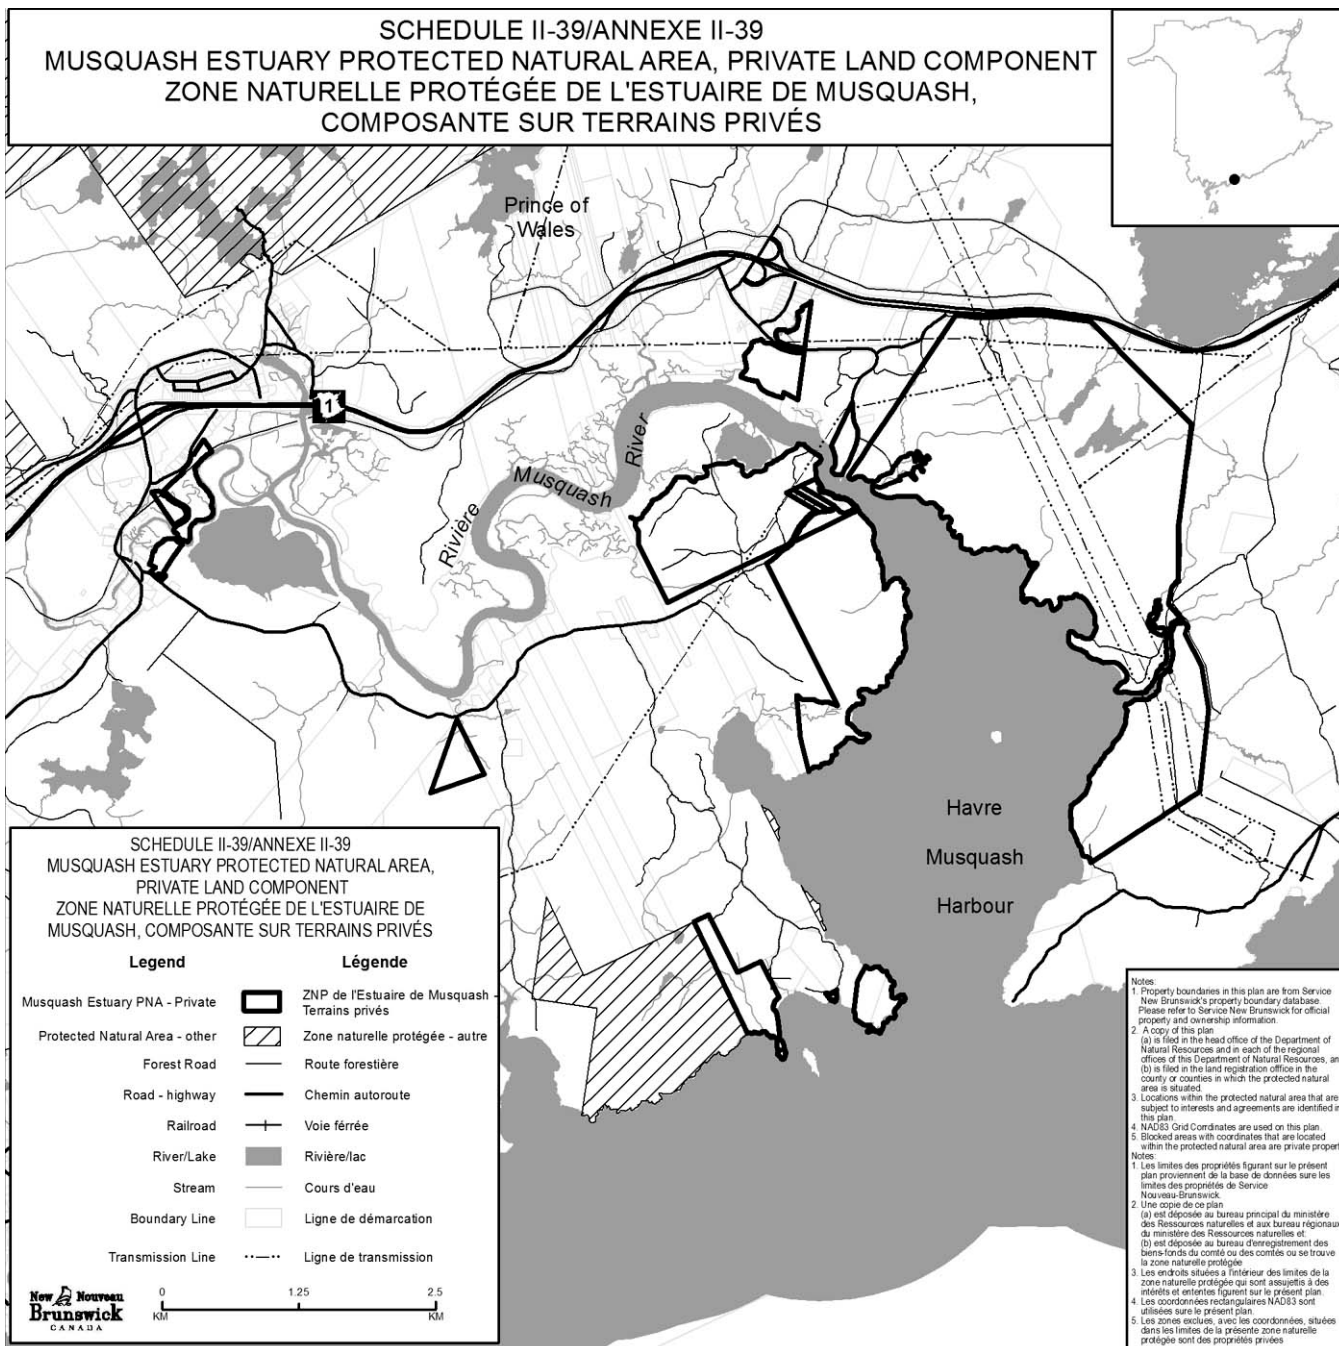 SCHEDULE II-39/ANNEXE II-39
MUSQUASH ESTUARY PROTECTED NATURAL AREA, PRIVATE LAND COMPONENT
ZONE NATURELLE PROTÉGÉE DE L'ESTUAIRE DE MUSQUASH,
COMPOSANTE SUR TERRAINS PRIVÉS
Prince of
Wales
1
Rivière
Musquash
River
Havre
Musquash
Harbour
SCHEDULE II-39/ANNEXE II-39
MUSQUASH ESTUARY PROTECTED NATURAL AREA,
PRIVATE LAND COMPONENT
ZONE NATURELLE PROTÉGÉE DE L'ESTUAIRE DE
MUSQUASH, COMPOSANTE SUR TERRAINS PRIVÉS
Legend Légende
Musquash Estuary PNA - Private ZNP de l'Estuaire de Musquash -
Terrains privés
Protected Natural Area - other Zone naturelle protégée - autre
Forest Road Route forestière
Road - highway Chemin autoroute
Railroad Voie férrée
River/Lake Rivière/lac
Stream Cours d'eau
Boundary Line Ligne de démarcation
Transmission Line Ligne de transmission
New Nouveau
Brunswick
CANADA
0 1.25 2.5
KM KM
Notes:
1. Property boundaries in this plan are from Service
New Brunswick's property boundary database.
Please refer to Service New Brunswick for official
property and ownership information.
2. A copy of this plan
(a) is filed in the head office of the Department of
Natural Resources and in each of the regional
offices of this Department of Natural Resources, an
(b) is filed in the land registration office in the
county or counties in which the protected natural
area is situated.
3. Locations within the protected natural area that are
subject to interests and agreements are identified in
this plan.
4. NAD83 Grid Corrdinates are used on this plan.
5. Blocked areas with coordinates that are located
within the protected natural area are private propert
Notes:
1. Les limites des propriétés figurant sur le présent
plan proviennent de la base de données sure les
limites des propriétés de Service
Nouveau-Brunswick.
2. Une copie de ce plan
(a) est déposée au bureau principal du ministère
des Ressources naturelles et aux bureau régionaux
du ministère des Ressources naturelles et:
(b) est déposée au bureau d'enregistrement des
biens-fonds du comté ou des comtés ou se trouve
la zone naturelle protégée
3. Les endroits situées a l'intérieur des limites de la
zone naturelle protégée qui sont assujettis à des
intérêts et ententes figurent sur le présent plan.
4. Les coordonnées rectangulaires NAD83 sont
utilisées sure le présent plan.
5. Les zones exclues, avec les coordonnées, situées
dans les limites de la présente zone naturelle
protégée sont des propriétés privées